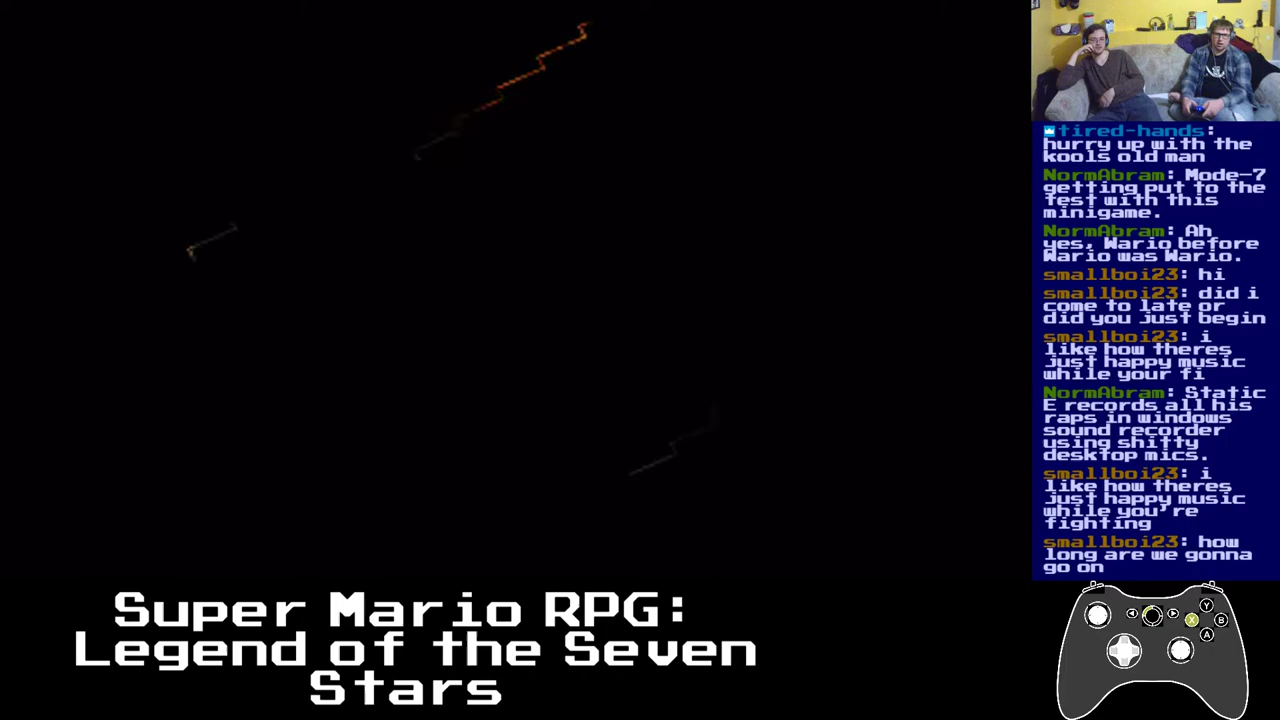 tired-hands:
hurry up with the
kools old man
NormAbram: Mode-7
getting put to the
test with this
minigame.
NormAbram: Ah
yes, Wario before
Wario was Wario.
smallboi23: hi
smallboi23: did i
come to late or
did you just begin
smallboi23: i
like how theres
just happy music
while your fi
NormAbram: Static
E records all his
raps in windows
sound recorder
using shitty
desktop mics.
smallboi23: i
like how theres
just happy music
while you're
fighting
smallboi23: how
long are we gonna
go on
Super Mario RPG:
Legend of the Seven
Stars
Y
X B
A